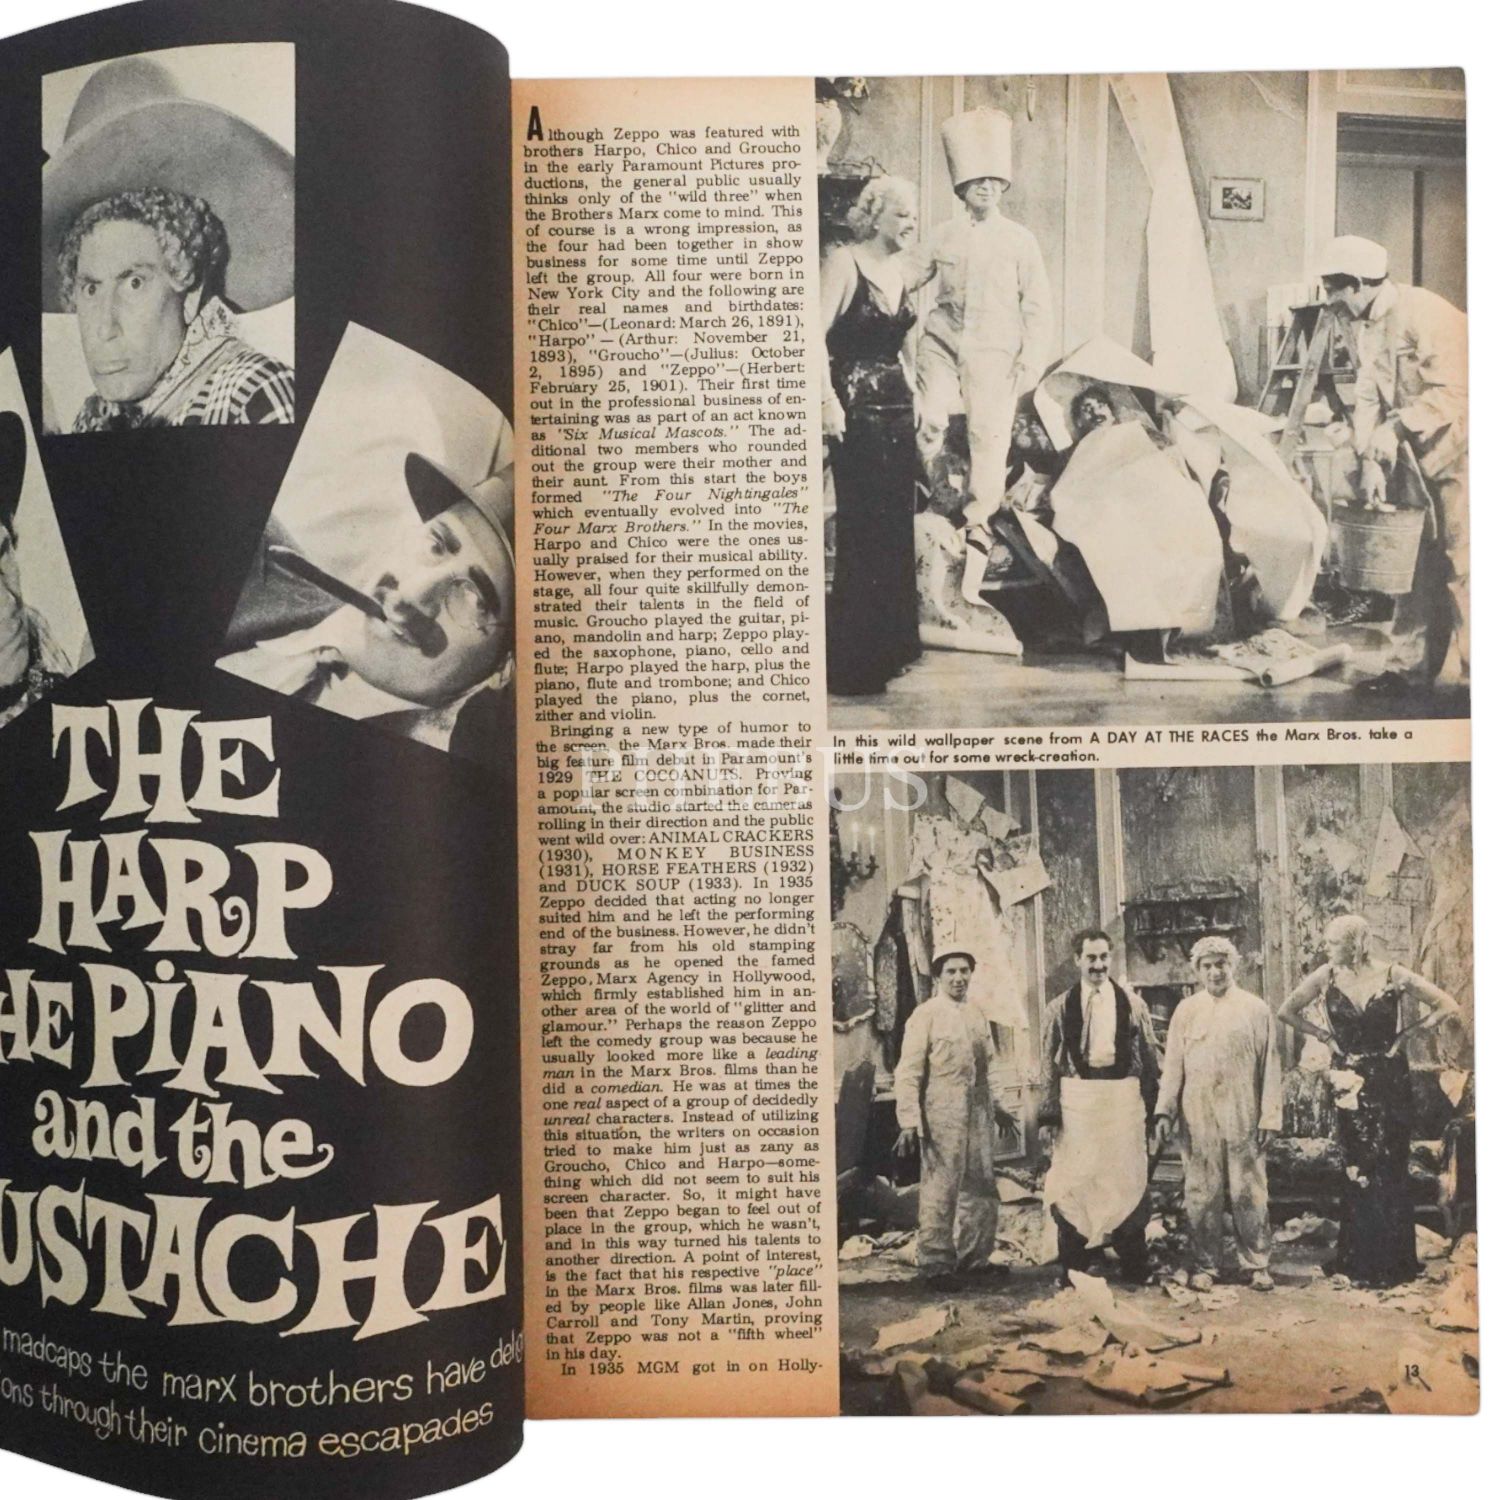 THE
HARP
HE PiANO
and the
USTACHE
madcaps the marx brothers have
ons through their cinema escapades
Although Zeppo was featured with
brothers Harpo, Chico and Groucho
in the early Paramount Pictures pro-
ductions, the general public usually
thinks only of the "wild three" when
the Brothers Marx come to mind. This
of course is a wrong impression, as
the four had been together in show
business for some time until Zeppo
left the group. All four were born in
New York City and the following are
their real names and birthdates:
"Chico"—(Leonard: March 26, 1891),
"Harpo" — (Arthur: November 21,
1893), "Groucho"—(Julius: October
2, 1895) and "Zeppo"—(Herbert:
February 25, 1901). Their first time
out in the professional business of en-
tertaining was as part of an act known
as "Six Musical Mascots." The ad-
ditional two members who rounded
out the group were their mother and
their aunt. From this start the boys
formed "The Four Nightingales"
which eventually evolved into "The
Four Marx Brothers." In the movies,
Harpo and Chico were the ones us-
ually praised for their musical ability.
However, when they performed on the
stage, all four quite skillfully demon-
strated their talents in the field of
music. Groucho played the guitar, pi-
ano, mandolin and harp; Zeppo play-
ed the saxophone, piano, cello and
flute; Harpo played the harp, plus the
piano, flute and trombone; and Chico
played the piano, plus the cornet,
zither and violin.
Bringing a new type of humor to
the screen, the Marx Bros. made their
big feature film debut in Paramount's
1929 THE COCOANUTS. Proving
a popular screen combination for Par-
amount, the studio started the cameras
rolling in their direction and the public
went wild over: ANIMAL CRACKERS
(1930), MONKEY BUSINESS
(1931), HORSE FEATHERS (1932)
and DUCK SOUP (1933). In 1935
Zeppo decided that acting no longer
suited him and he left the performing
end of the business. However, he didn't
stray far from his old stamping
grounds as he opened the famed
Zeppo, Marx Agency in Hollywood,
which firmly established him in an-
other area of the world of "glitter and
glamour." Perhaps the reason Zeppo
left the comedy group was because he
usually looked more like a leading
man in the Marx Bros. films than he
did a comedian. He was at times the
one real aspect of a group of decidedly
unreal characters. Instead of utilizing
this situation, the writers on occasion
tried to make him just as zany as
Groucho, Chico and Harpo—some-
thing which did not seem to suit his
screen character. So, it might have
been that Zeppo began to feel out of
place in the group, which he wasn't,
and in this way turned his talents to
another direction. A point of interest,
is the fact that his respective "place"
in the Marx Bros. films was later fill-
ed by people like Allan Jones, John
Carroll and Tony Martin, proving
that Zeppo was not a "fifth wheel"
in his day.
In 1935 MGM got in on Holly-
In this wild wallpaper scene from A DAY AT THE RACES the Marx Bros. take a
little time out for some wreck-creation.
13